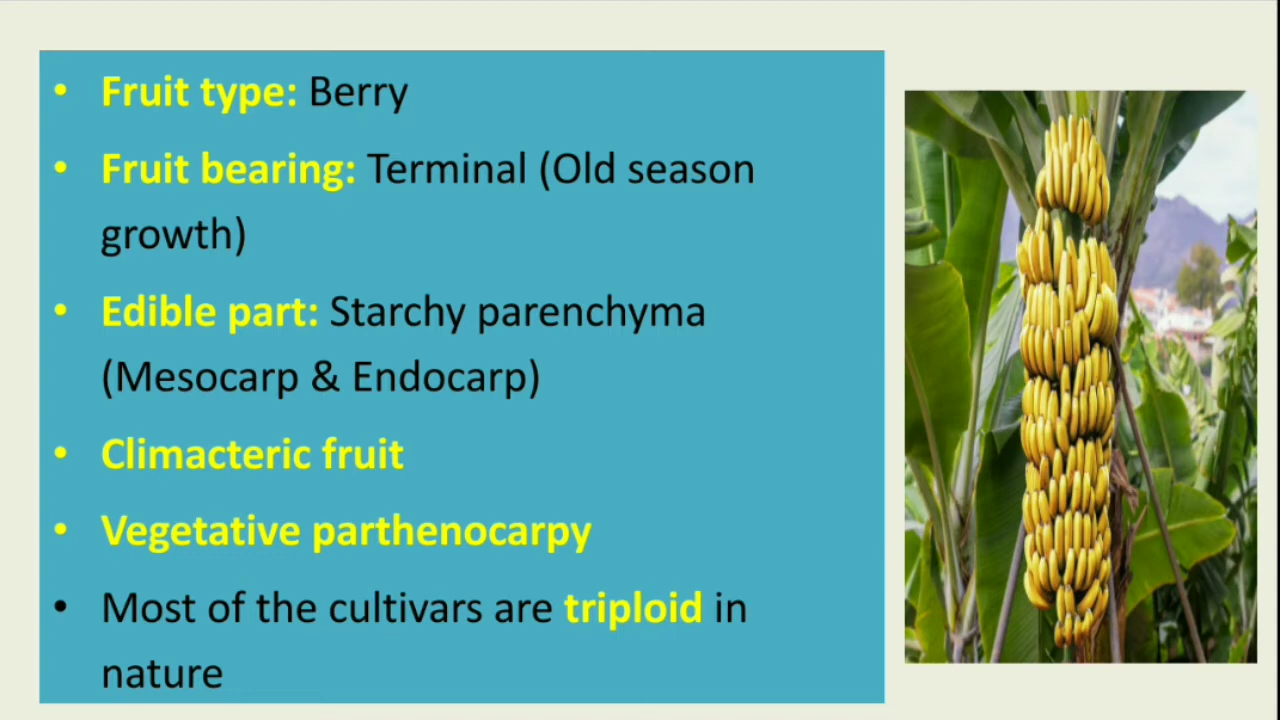 • Fruit type: Berry
• Fruit bearing: Terminal (Old season
growth)
• Edible part: Starchy parenchyma
(Mesocarp & Endocarp)
• Climacteric fruit
• Vegetative parthenocarpy
• Most of the cultivars are triploid in
nature